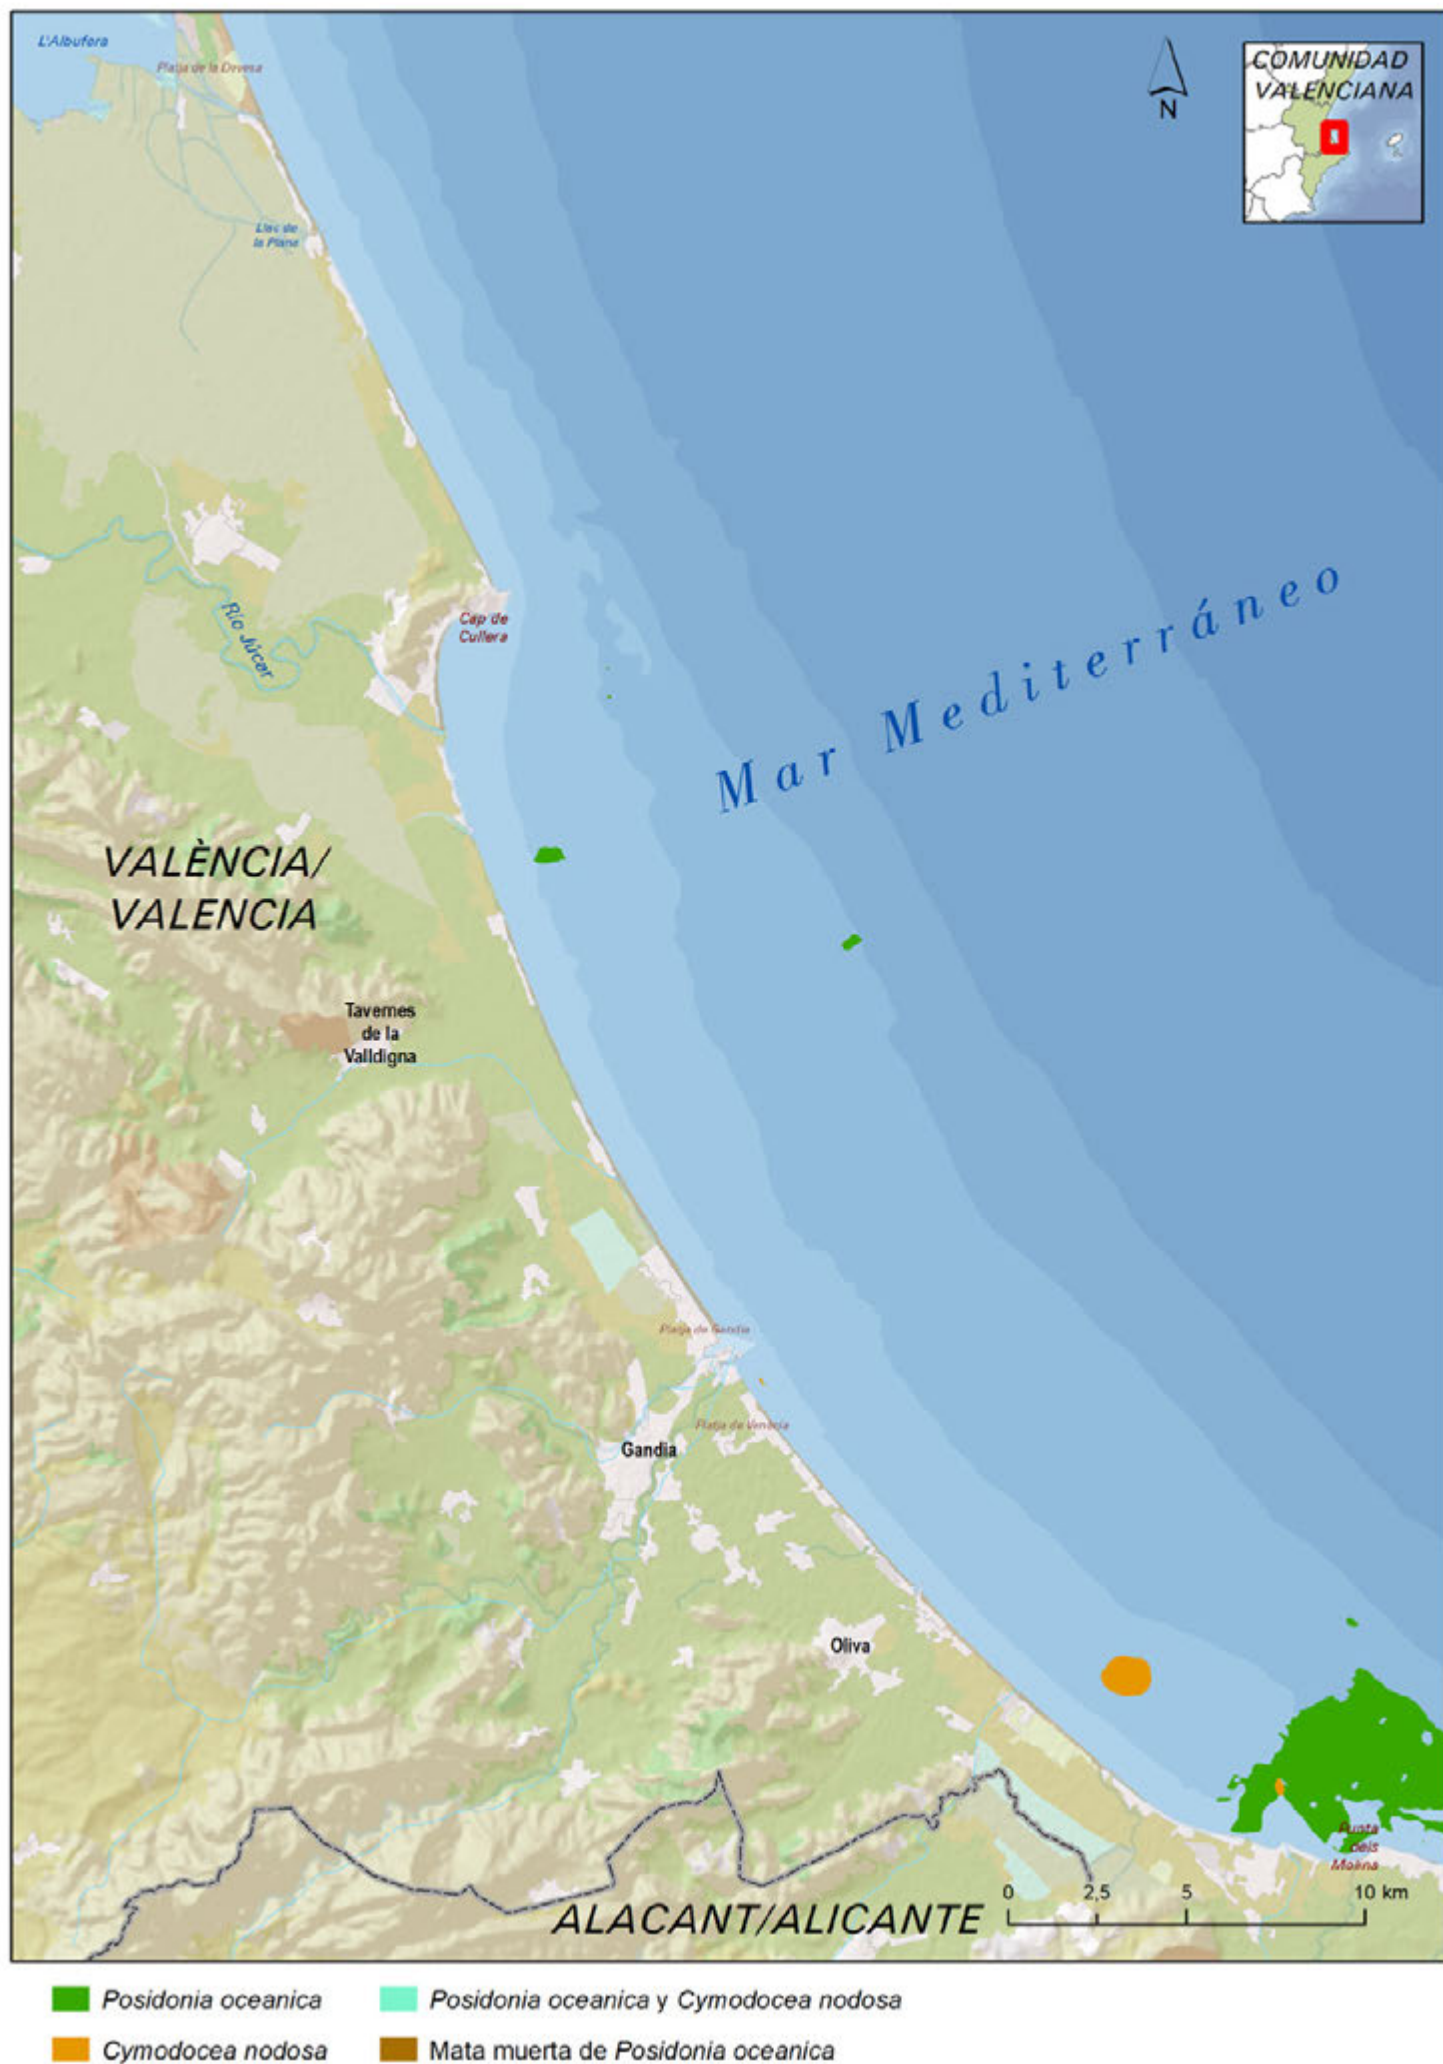 L'Albufera
Platja de la Devesa
COMUNIDAD
VALENCIANA
N
Llac de
la Plana
Mar Mediterráneo
Río Júcar
Cap de
Cullera
VALÈNCIA/
VALENCIA
Tavernes
de la
Valldigna
Platja de Gandia
Platja de Venècia
Gandia
Oliva
Punta
dels
Molins
0 2,5 5 10 km
ALACANT/ALICANTE
Posidonia oceanica
Posidonia oceanica y Cymodocea nodosa
Cymodocea nodosa
Mata muerta de Posidonia oceanica